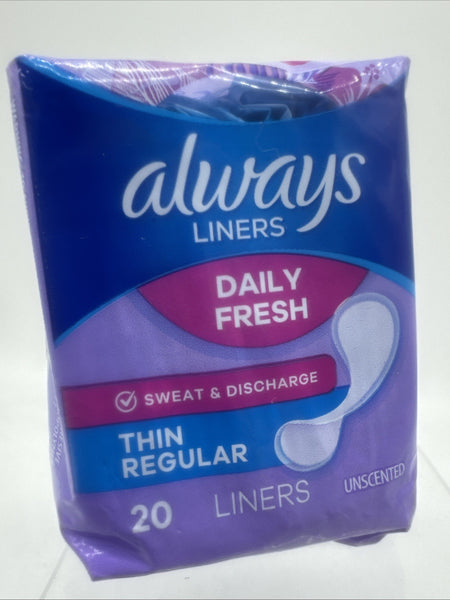 always
LINERS
DAILY
FRESH
SWEAT & DISCHARGE
THIN
REGULAR
20 LINERS
UNSCENTED